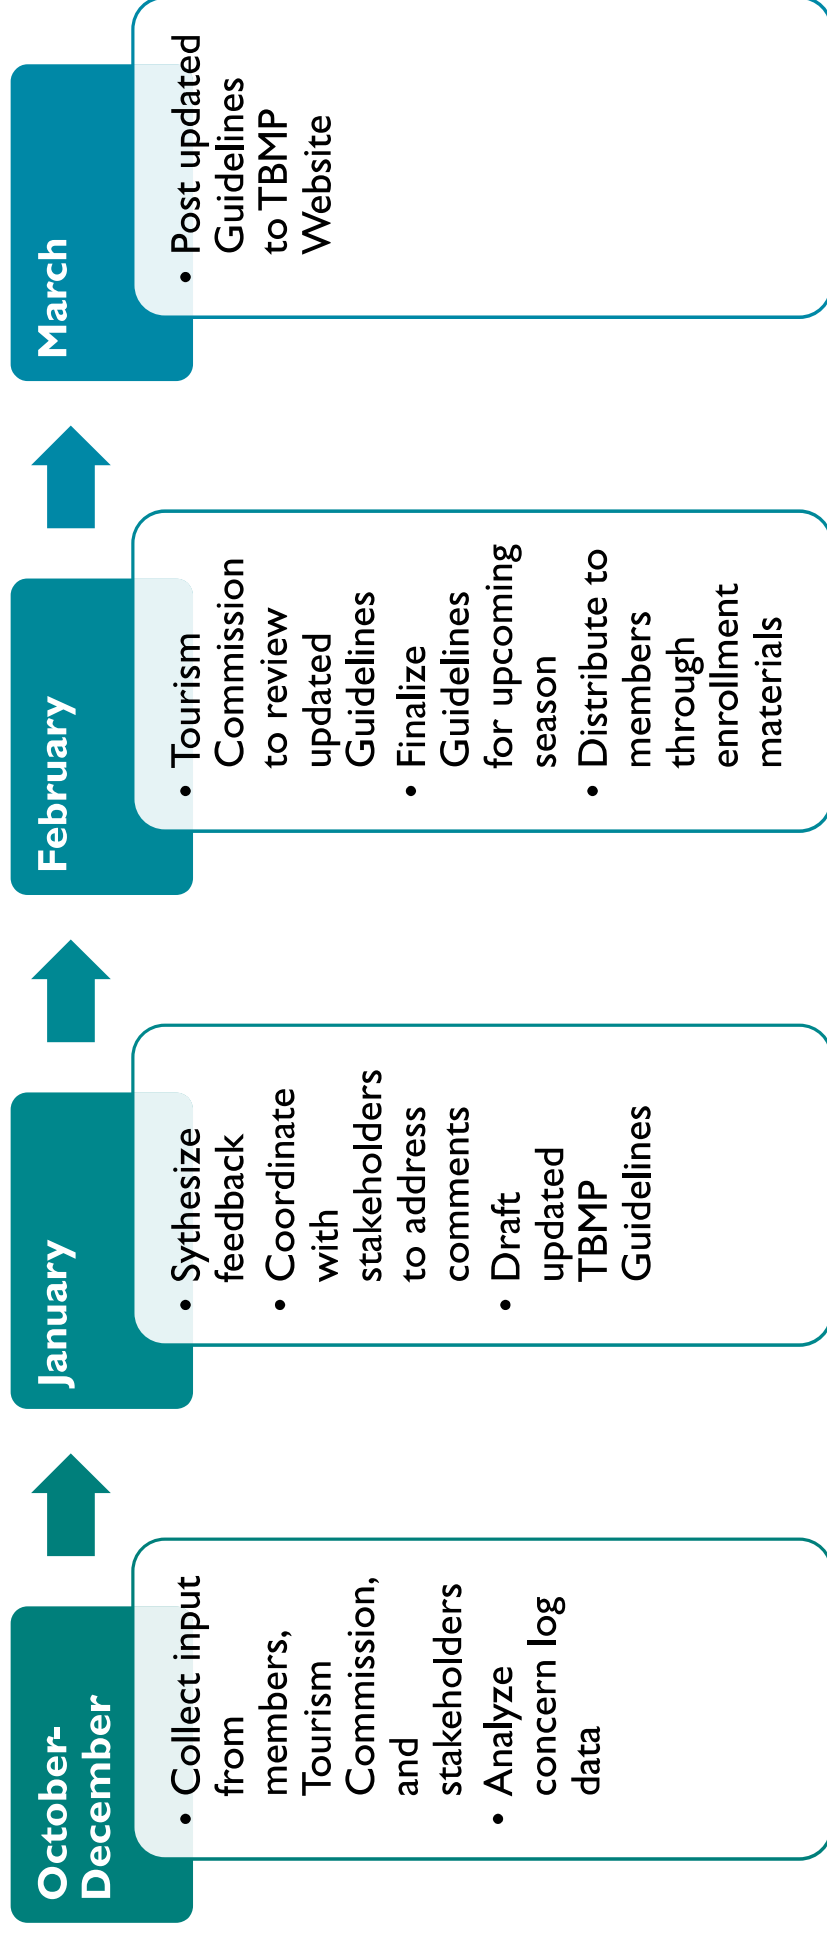 October-
December
• Collect input
from
members,
Tourism
Commission,
and
stakeholders
• Analyze
concern log
data
January
• Sythesize
feedback
• Coordinate
with
stakeholders
to address
comments
• Draft
updated
TBMP
Guidelines
February
• Tourism
Commission
to review
updated
Guidelines
• Finalize
Guidelines
for upcoming
season
• Distribute to
members
through
enrollment
materials
March
• Post updated
Guidelines
to TBMP
Website